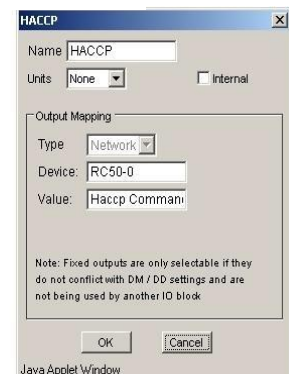 HACCP
Name HACCP
Units None Internal
Output Mapping
Type Network
Device: RC50-0
Value: Haccp Comman
Note: Fixed outputs are only selectable if they
do not conflict with DM / DD settings and are
not being used by another IO block
OK Cancel
Java Applet Window